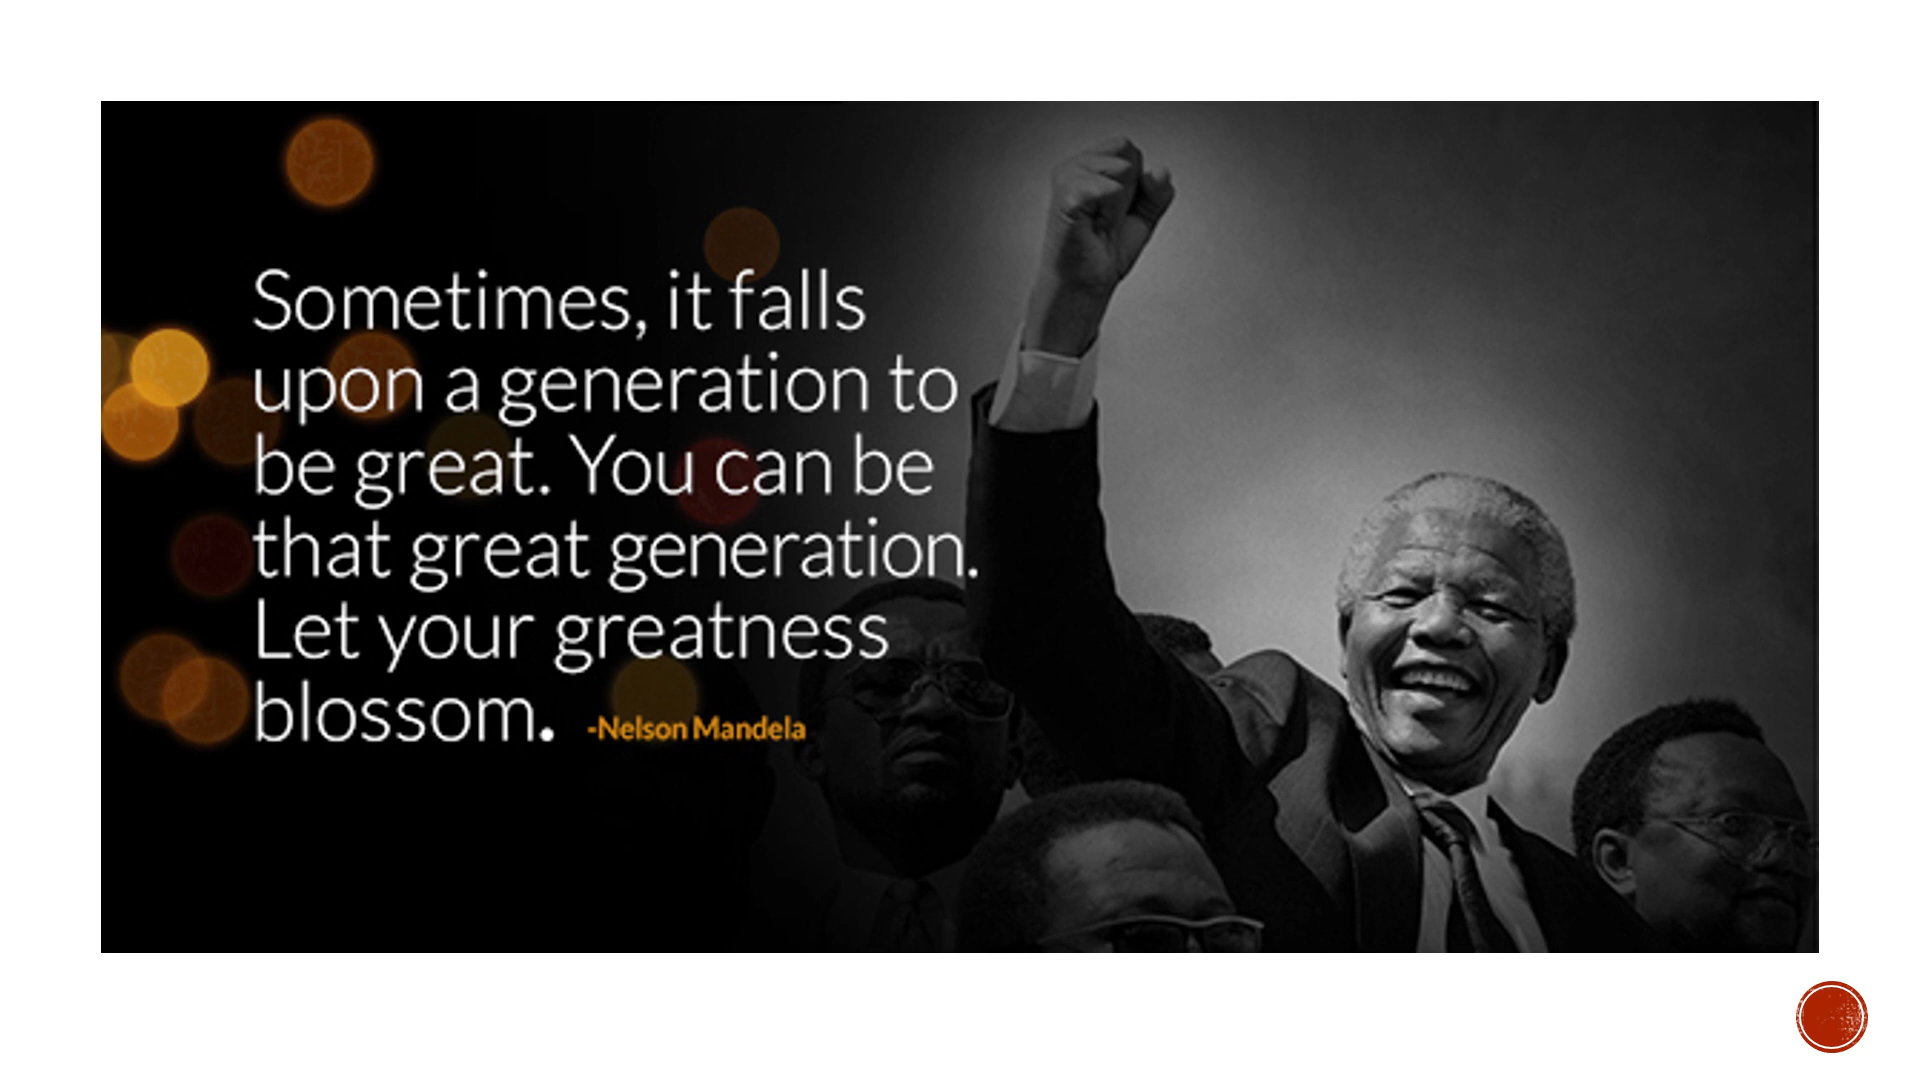 Sometimes, it falls
upon a generation to
be great. You can be
that great generation.
Let your greatness
blossom. -Nelson Mandela